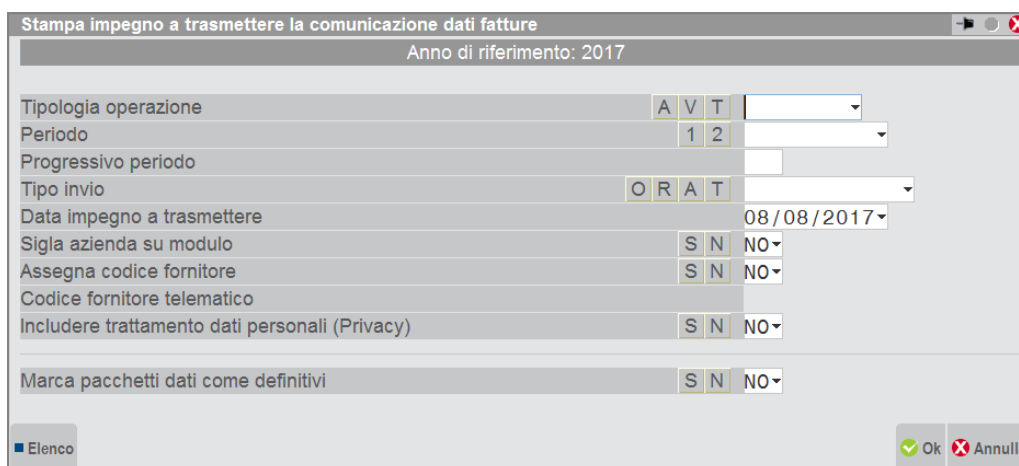 Stampa impegno a trasmettere la comunicazione dati fatture
Anno di riferimento: 2017
Tipologia operazione A V T
Periodo 1 2
Progressivo periodo
Tipo invio O R A T
Data impegno a trasmettere 08/08/2017
Sigla azienda su modulo S N NO
Assegna codice fornitore S N NO
Codice fornitore telematico
Includere trattamento dati personali (Privacy) S N NO
Marca pacchetti dati come definitivi S N NO
Elenco Ok Annull